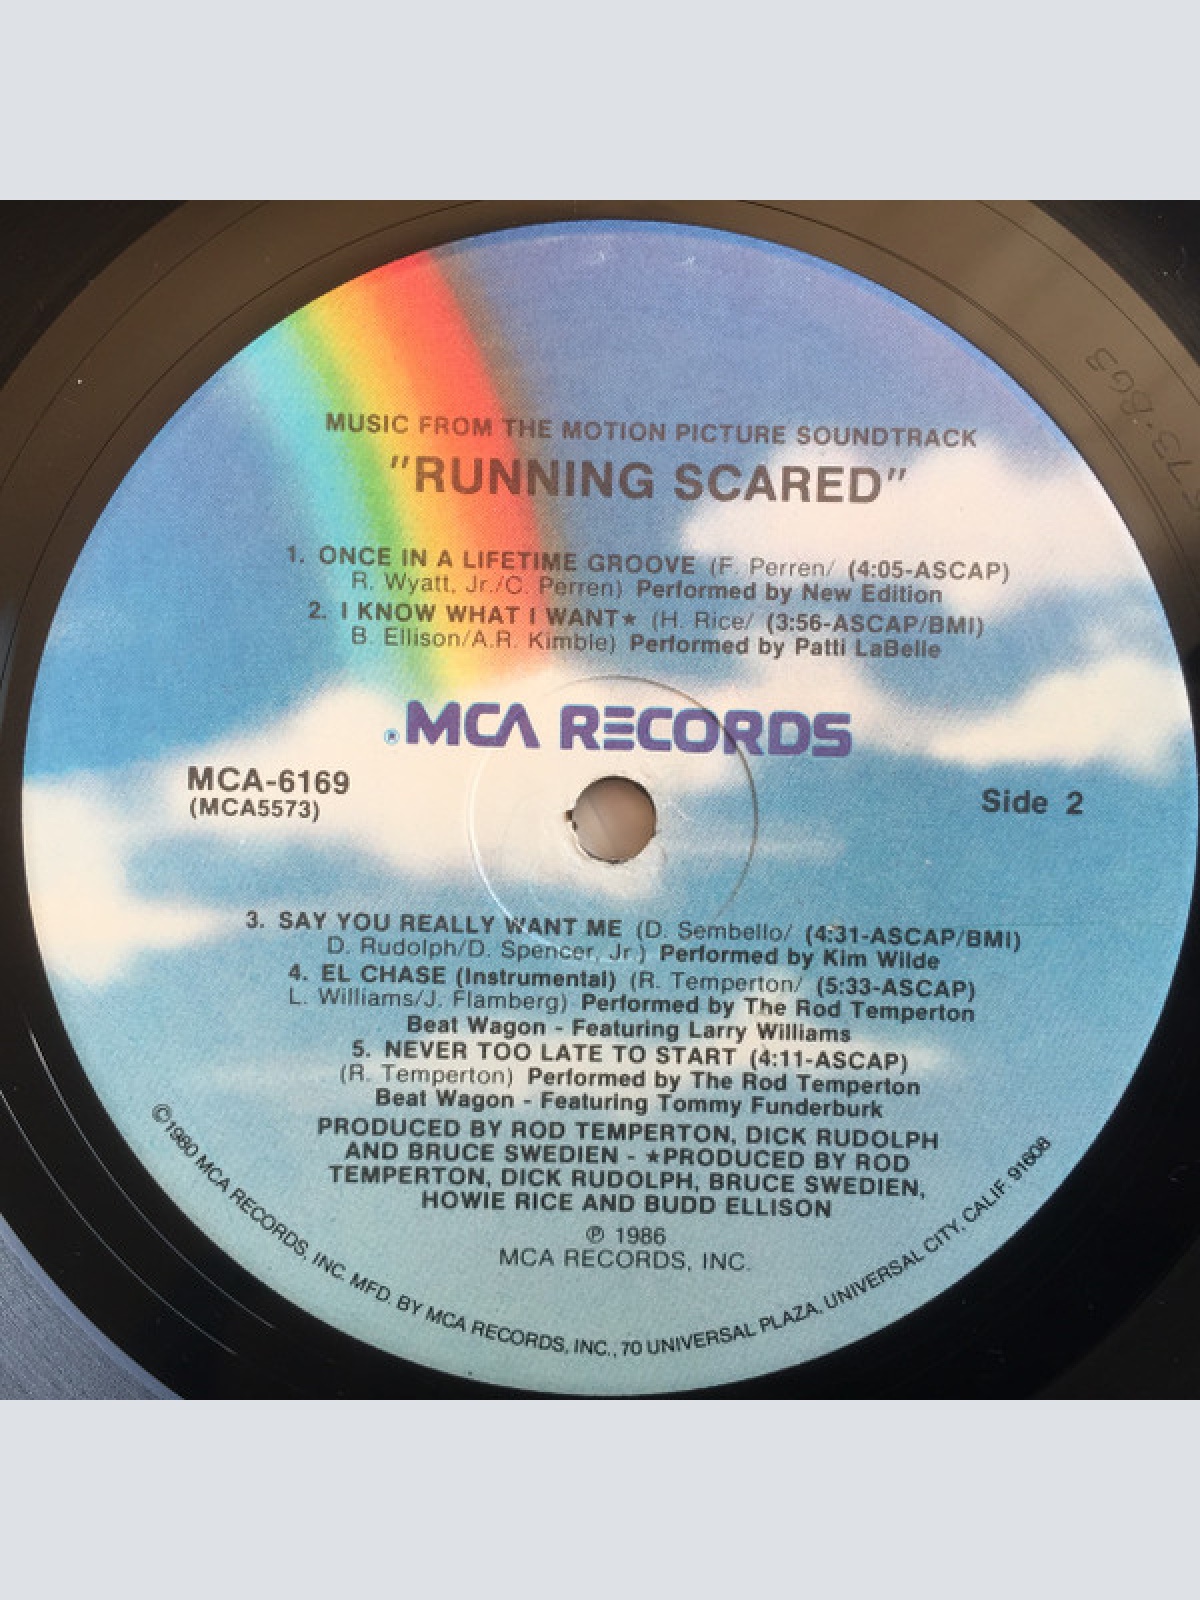 MUSIC FROM THE MOTION PICTURE SOUNDTRACK
"RUNNING SCARED"
1. ONCE IN A LIFETIME GROOVE (F. Perren/ (4:05-ASCAP)
R. Wyatt, Jr./C. Perren) Performed by New Edition
2. I KNOW WHAT I WANT★ (H. Rice/ (3:56-ASCAP/BMI)
B. Ellison/A.R. Kimble) Performed by Patti LaBelle
® MCA RECORDS
MCA-6169
(MCA5573)
Side 2
3. SAY YOU REALLY WANT ME (D. Sembello/ (4:31-ASCAP/BMI)
D. Rudolph/D. Spencer, Jr.) Performed by Kim Wilde
4. EL CHASE (Instrumental) (R. Temperton/ (5:33-ASCAP)
L. Williams/J. Flamberg) Performed by The Rod Temperton
Beat Wagon - Featuring Larry Williams
5. NEVER TOO LATE TO START (4:11-ASCAP)
(R. Temperton) Performed by The Rod Temperton
Beat Wagon - Featuring Tommy Funderburk
PRODUCED BY ROD TEMPERTON, DICK RUDOLPH
AND BRUCE SWEDIEN - ★PRODUCED BY ROD
TEMPERTON, DICK RUDOLPH, BRUCE SWEDIEN,
HOWIE RICE AND BUDD ELLISON
℗ 1986
MCA RECORDS, INC.
©1980 MCA RECORDS, INC. MFD. BY MCA RECORDS, INC., 70 UNIVERSAL PLAZA, UNIVERSAL CITY, CALIF. 91608